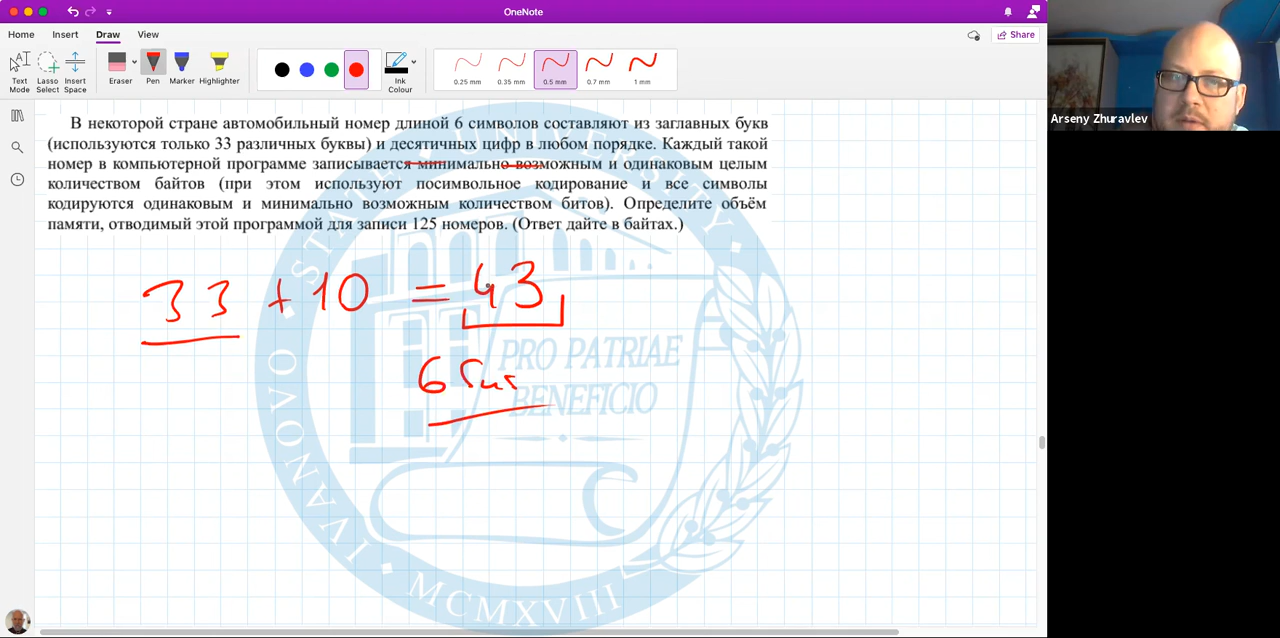 OneNote
Home Insert Draw View
Share
Text Mode
Lasso Select
Insert Space
Eraser
Pen
Marker
Highlighter
Ink Colour
0.25 mm
0.35 mm
0.5 mm
0.7 mm
1 mm
Arseny Zhuravlev
В некоторой стране автомобильный номер длиной 6 символов составляют из заглавных букв
(используются только 33 различных буквы) и десятичных цифр в любом порядке. Каждый такой
номер в компьютерной программе записывается минимально возможным и одинаковым целым
количеством байтов (при этом используют посимвольное кодирование и все символы
кодируются одинаковым и минимально возможным количеством битов). Определите объём
памяти, отводимый этой программой для записи 125 номеров. (Ответ дайте в байтах.)
33 + 10 = 43
6 бит
IVANOVO STATE UNIVERSITY
PRO PATRIAE
BENEFICIO
MCMXVIII